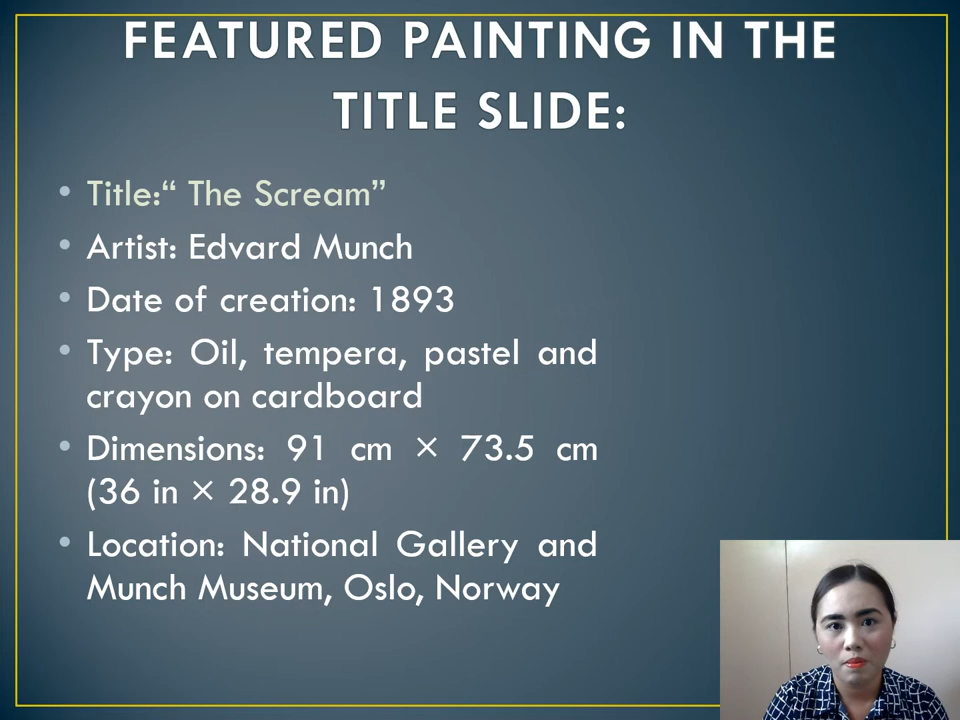 FEATURED PAINTING IN THE
TITLE SLIDE:
• Title:“ The Scream”
• Artist: Edvard Munch
• Date of creation: 1893
• Type: Oil, tempera, pastel and
crayon on cardboard
• Dimensions: 91 cm × 73.5 cm
(36 in × 28.9 in)
• Location: National Gallery and
Munch Museum, Oslo, Norway